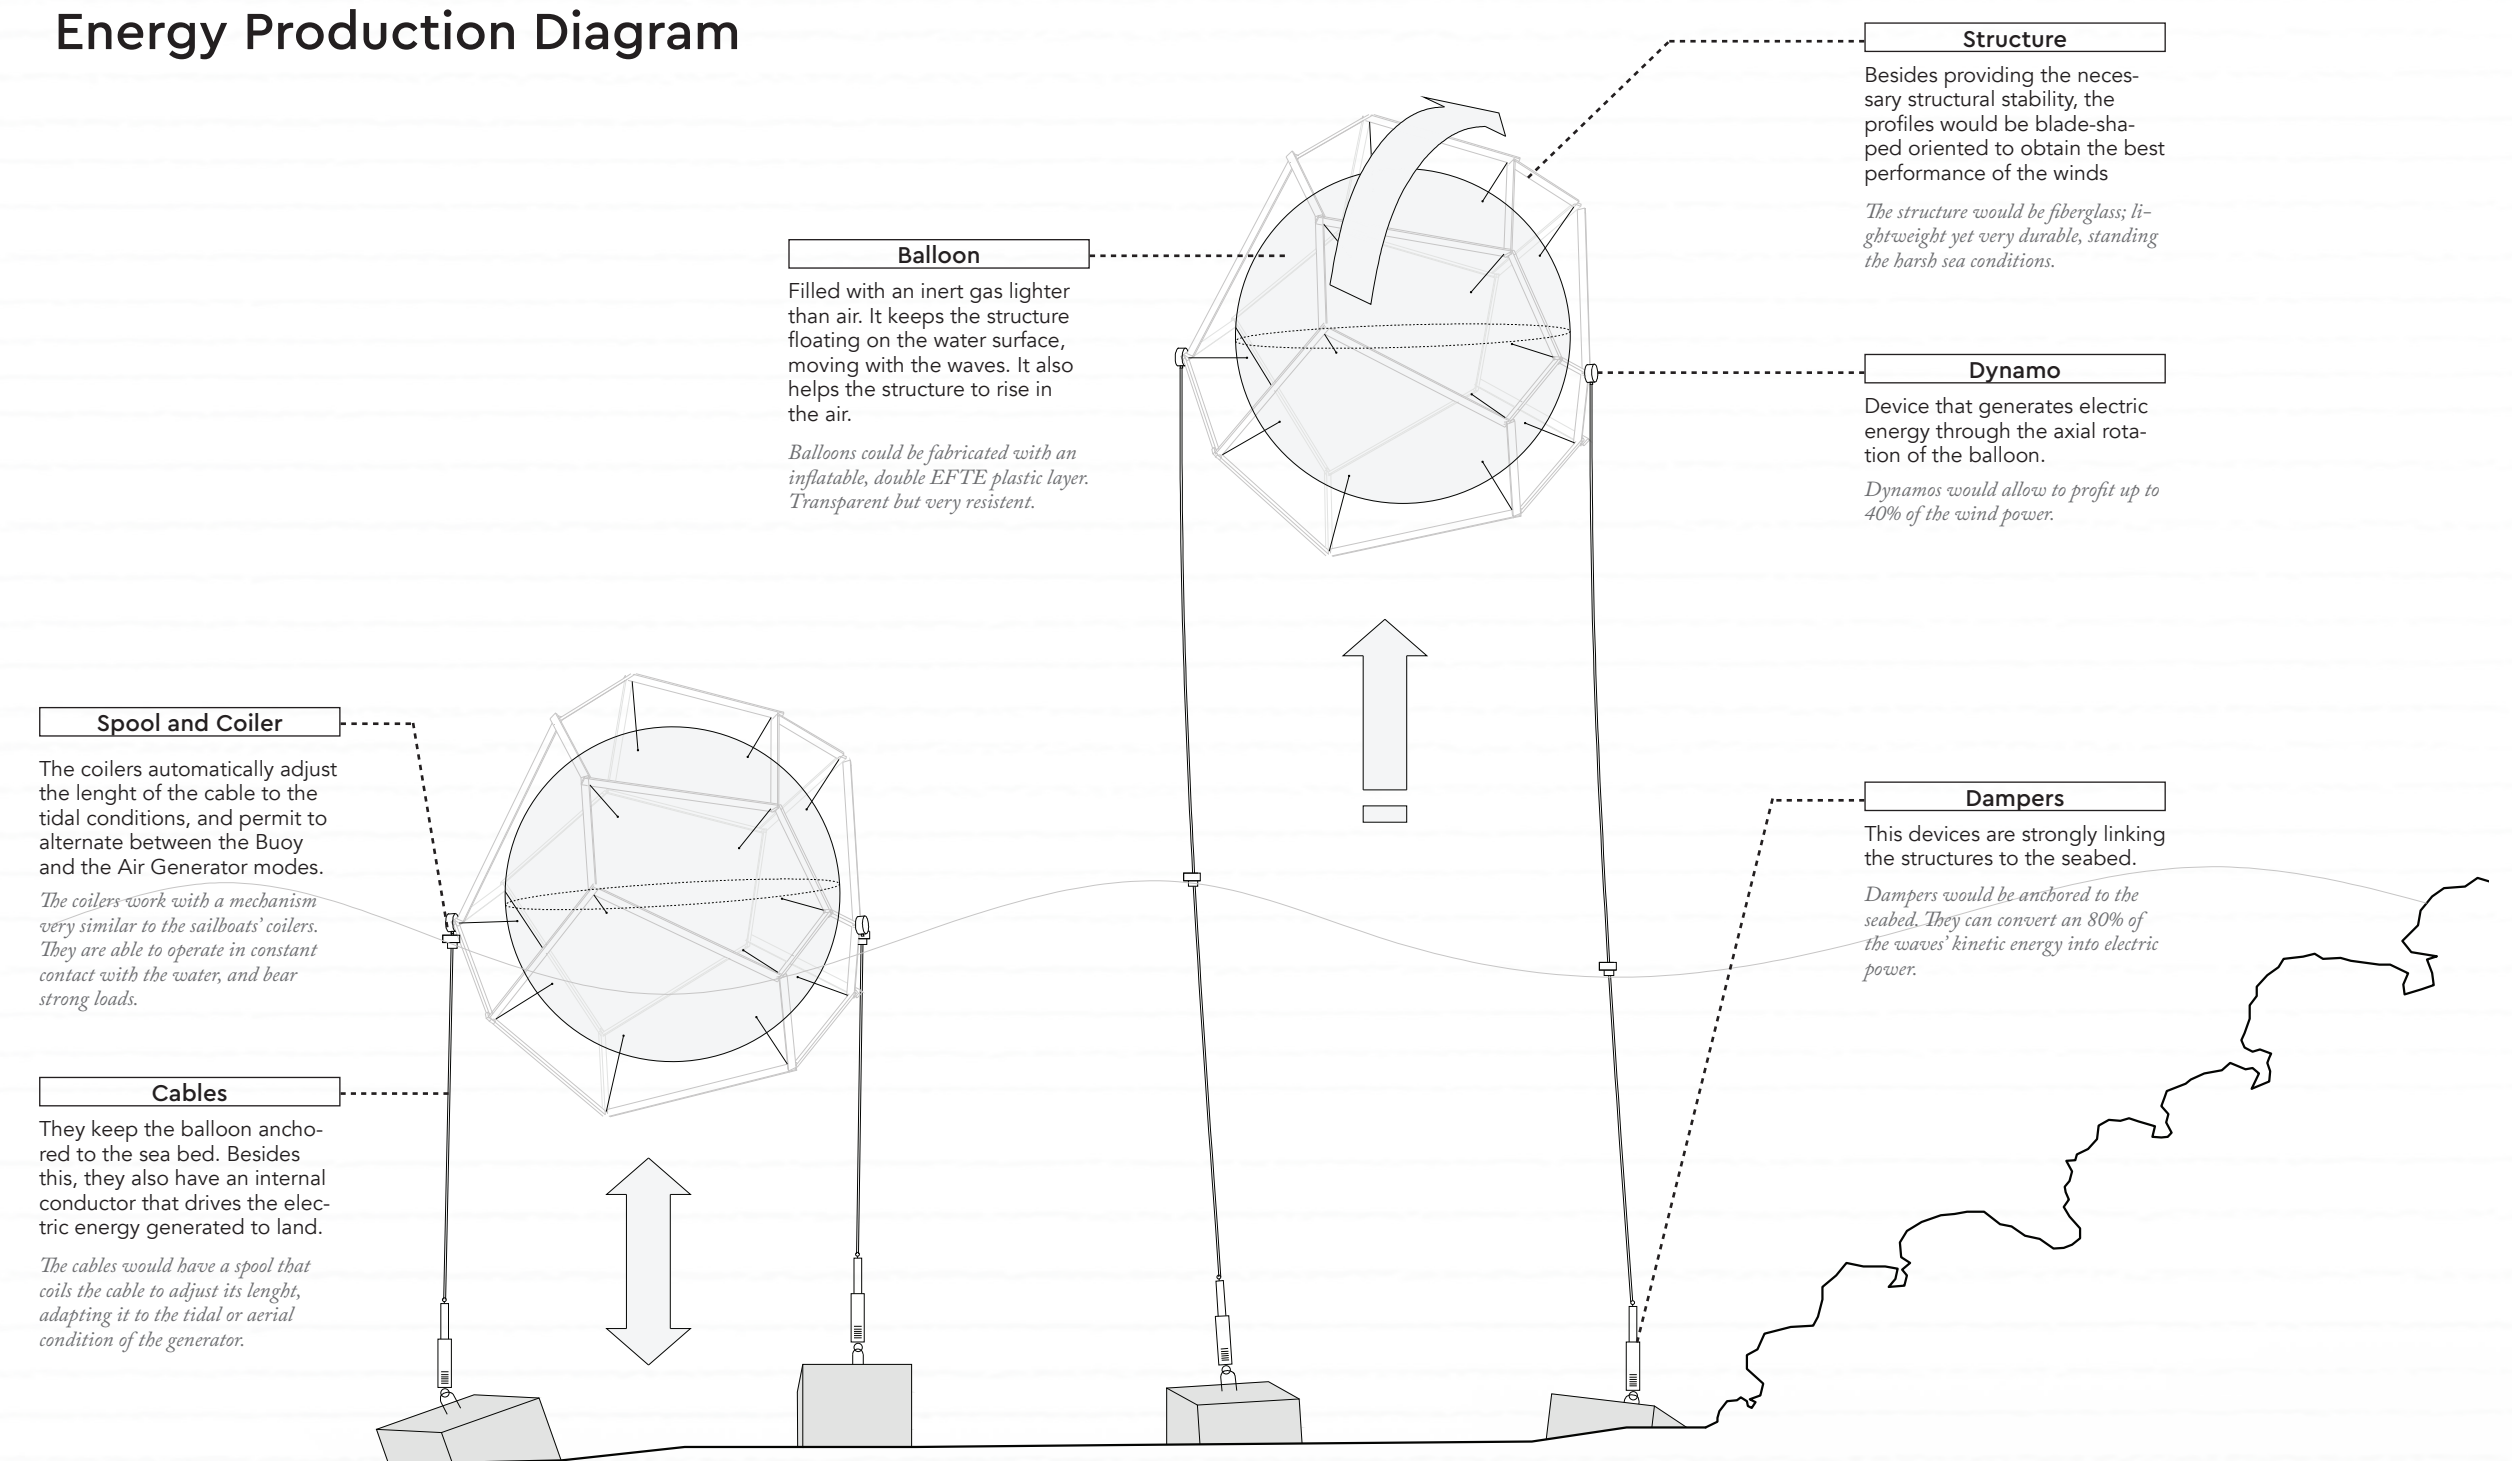 Energy Production Diagram
Structure
Besides providing the neces-
sary structural stability, the
profiles would be blade-sha-
ped oriented to obtain the best
performance of the winds
The structure would be fiberglass; li-
ghtweight yet very durable, standing
the harsh sea conditions.
Balloon
Filled with an inert gas lighter
than air. It keeps the structure
floating on the water surface,
moving with the waves. It also
helps the structure to rise in
the air.
Balloons could be fabricated with an
inflatable, double EFTE plastic layer.
Transparent but very resistent.
Dynamo
Device that generates electric
energy through the axial rota-
tion of the balloon.
Dynamos would allow to profit up to
40% of the wind power.
Spool and Coiler
The coilers automatically adjust
the lenght of the cable to the
tidal conditions, and permit to
alternate between the Buoy
and the Air Generator modes.
The coilers work with a mechanism
very similar to the sailboats' coilers.
They are able to operate in constant
contact with the water, and bear
strong loads.
Dampers
This devices are strongly linking
the structures to the seabed.
Dampers would be anchored to the
seabed. They can convert an 80% of
the waves' kinetic energy into electric
power.
Cables
They keep the balloon ancho-
red to the sea bed. Besides
this, they also have an internal
conductor that drives the elec-
tric energy generated to land.
The cables would have a spool that
coils the cable to adjust its lenght,
adapting it to the tidal or aerial
condition of the generator.